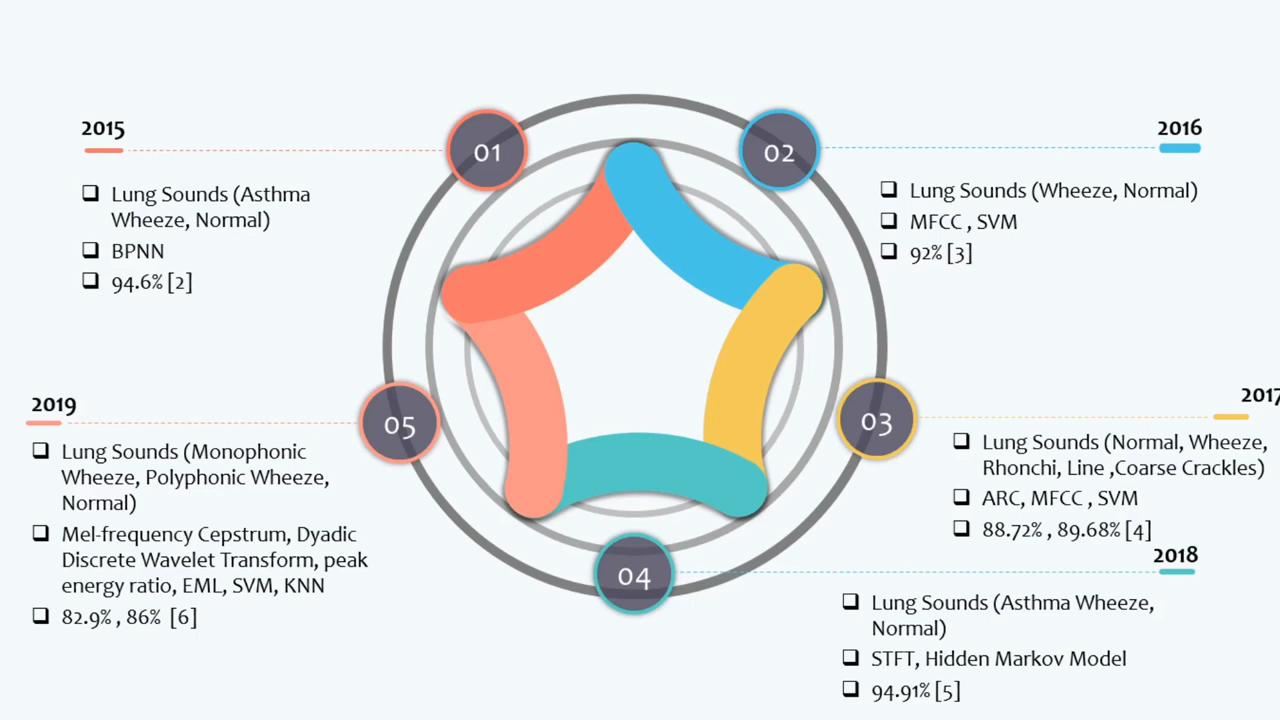 2015
01
Lung Sounds (Asthma
Wheeze, Normal)
BPNN
94.6% [2]
02
2016
Lung Sounds (Wheeze, Normal)
MFCC , SVM
92% [3]
03
2017
Lung Sounds (Normal, Wheeze,
Rhonchi, Line ,Coarse Crackles)
ARC, MFCC , SVM
88.72% , 89.68% [4]
04
2018
Lung Sounds (Asthma Wheeze,
Normal)
STFT, Hidden Markov Model
94.91% [5]
2019
05
Lung Sounds (Monophonic
Wheeze, Polyphonic Wheeze,
Normal)
Mel-frequency Cepstrum, Dyadic
Discrete Wavelet Transform, peak
energy ratio, EML, SVM, KNN
82.9% , 86% [6]